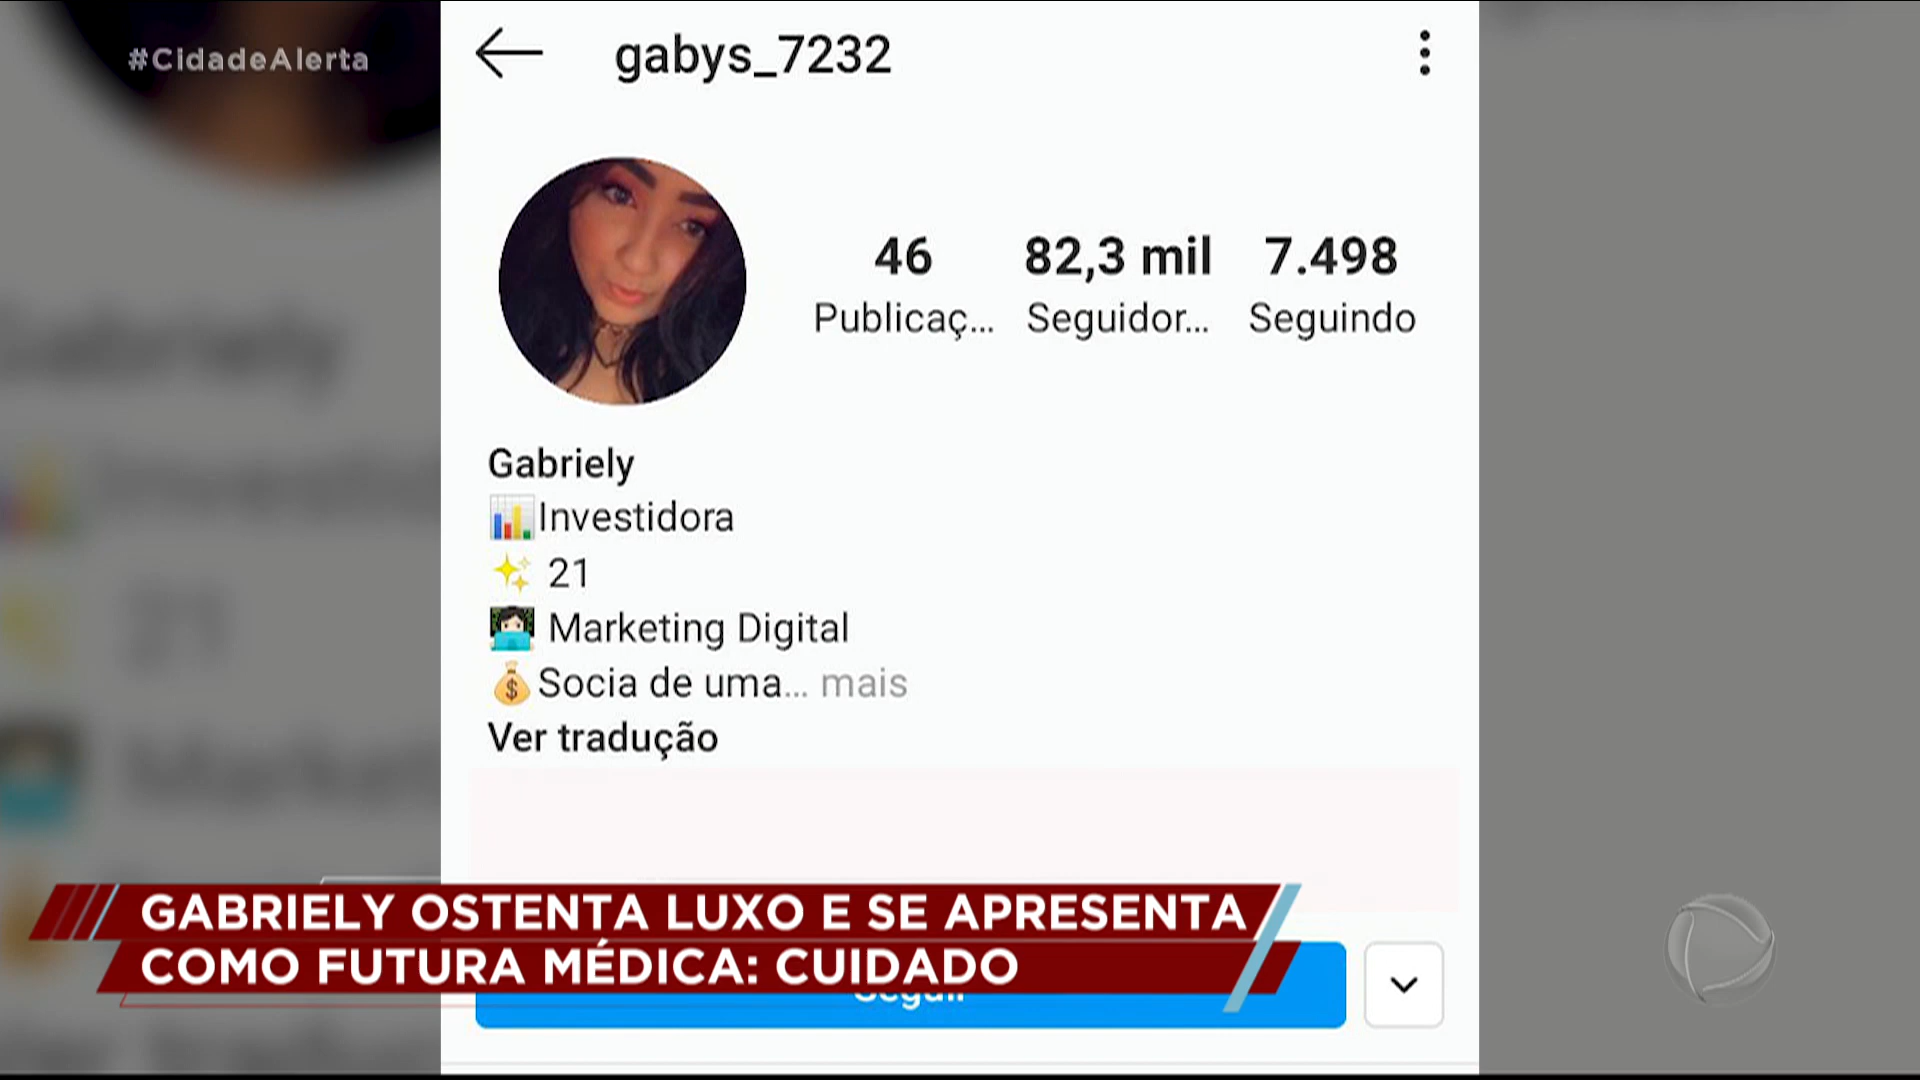 #CidadeAlerta
gabys_7232
46
82,3 mil
7.498
Publicaç...
Seguidor...
Seguindo
Gabriely
Investidora
21
Marketing Digital
Socia de uma... mais
Ver tradução
GABRIELY OSTENTA LUXO E SE APRESENTA
COMO FUTURA MÉDICA: CUIDADO
Seguir